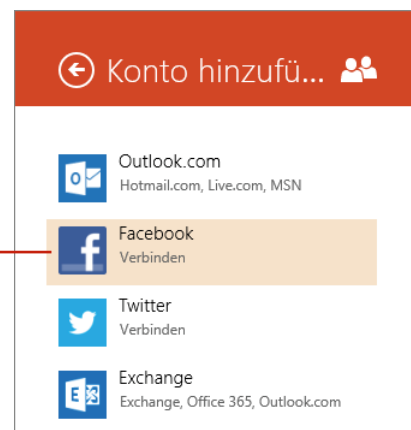 Konto hinzufü...
Outlook.com
Hotmail.com, Live.com, MSN
Facebook
Verbinden
Twitter
Verbinden
Exchange
Exchange, Office 365, Outlook.com